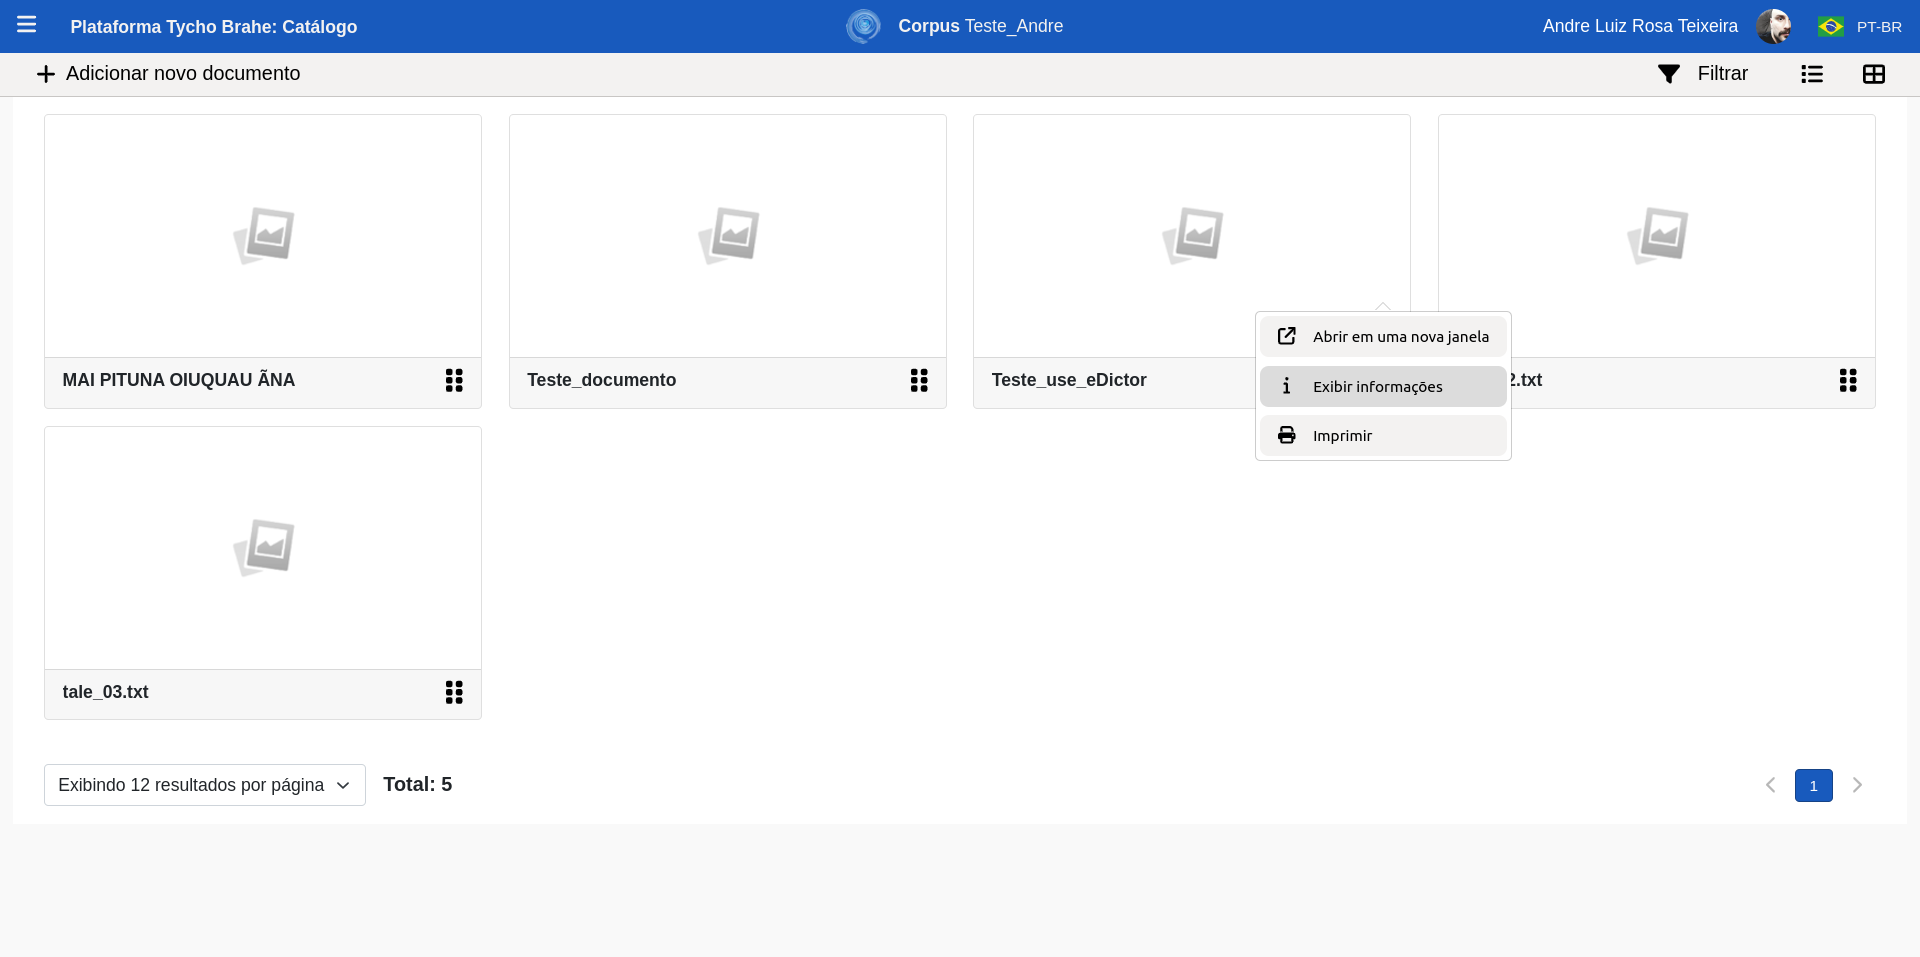 Plataforma Tycho Brahe: Catálogo
Corpus Teste_Andre
Andre Luiz Rosa Teixeira
PT-BR
Adicionar novo documento
Filtrar
MAI PITUNA OIUQUAU ÃNA
Teste_documento
Teste_use_eDictor
2.txt
Abrir em uma nova janela
Exibir informações
Imprimir
tale_03.txt
Exibindo 12 resultados por página
Total: 5
1